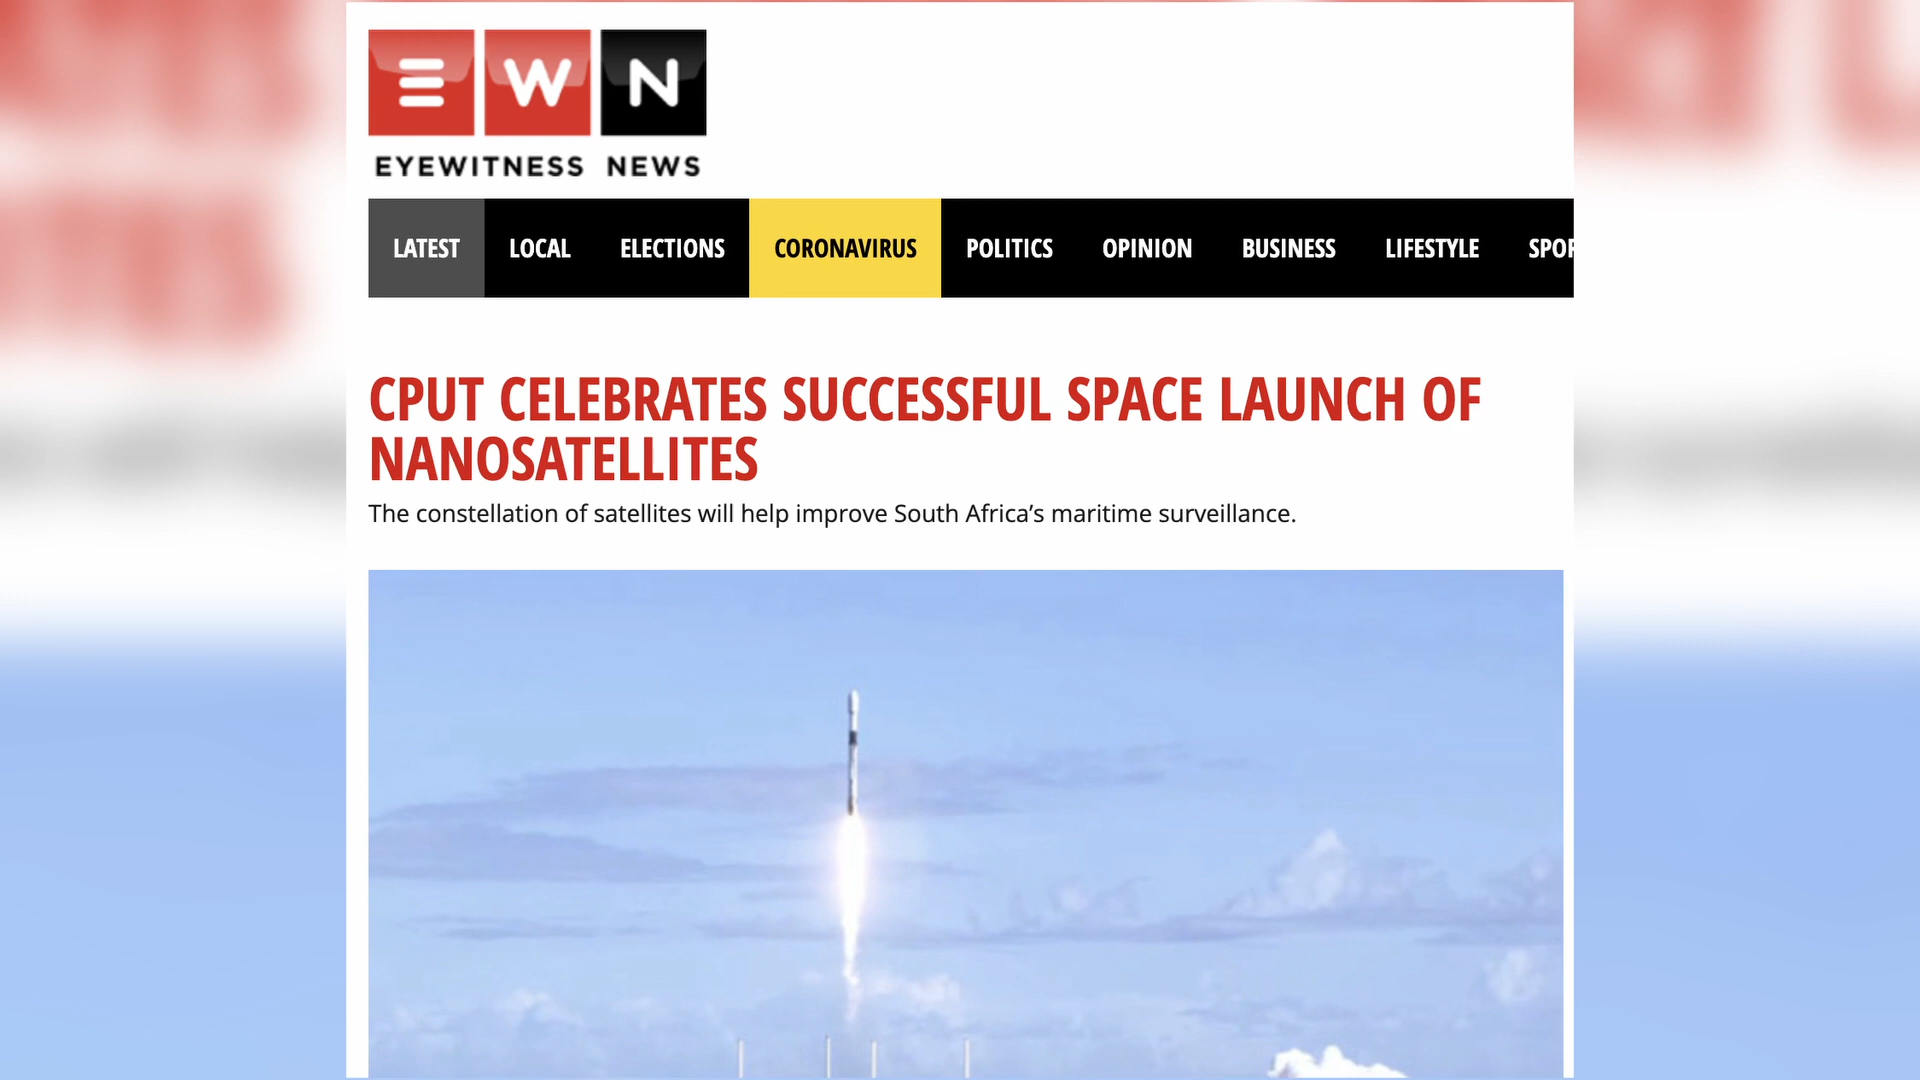 EWN
EYEWITNESS NEWS
LATEST LOCAL ELECTIONS CORONAVIRUS POLITICS OPINION BUSINESS LIFESTYLE SPOR
CPUT CELEBRATES SUCCESSFUL SPACE LAUNCH OF
NANOSATELLITES
The constellation of satellites will help improve South Africa’s maritime surveillance.